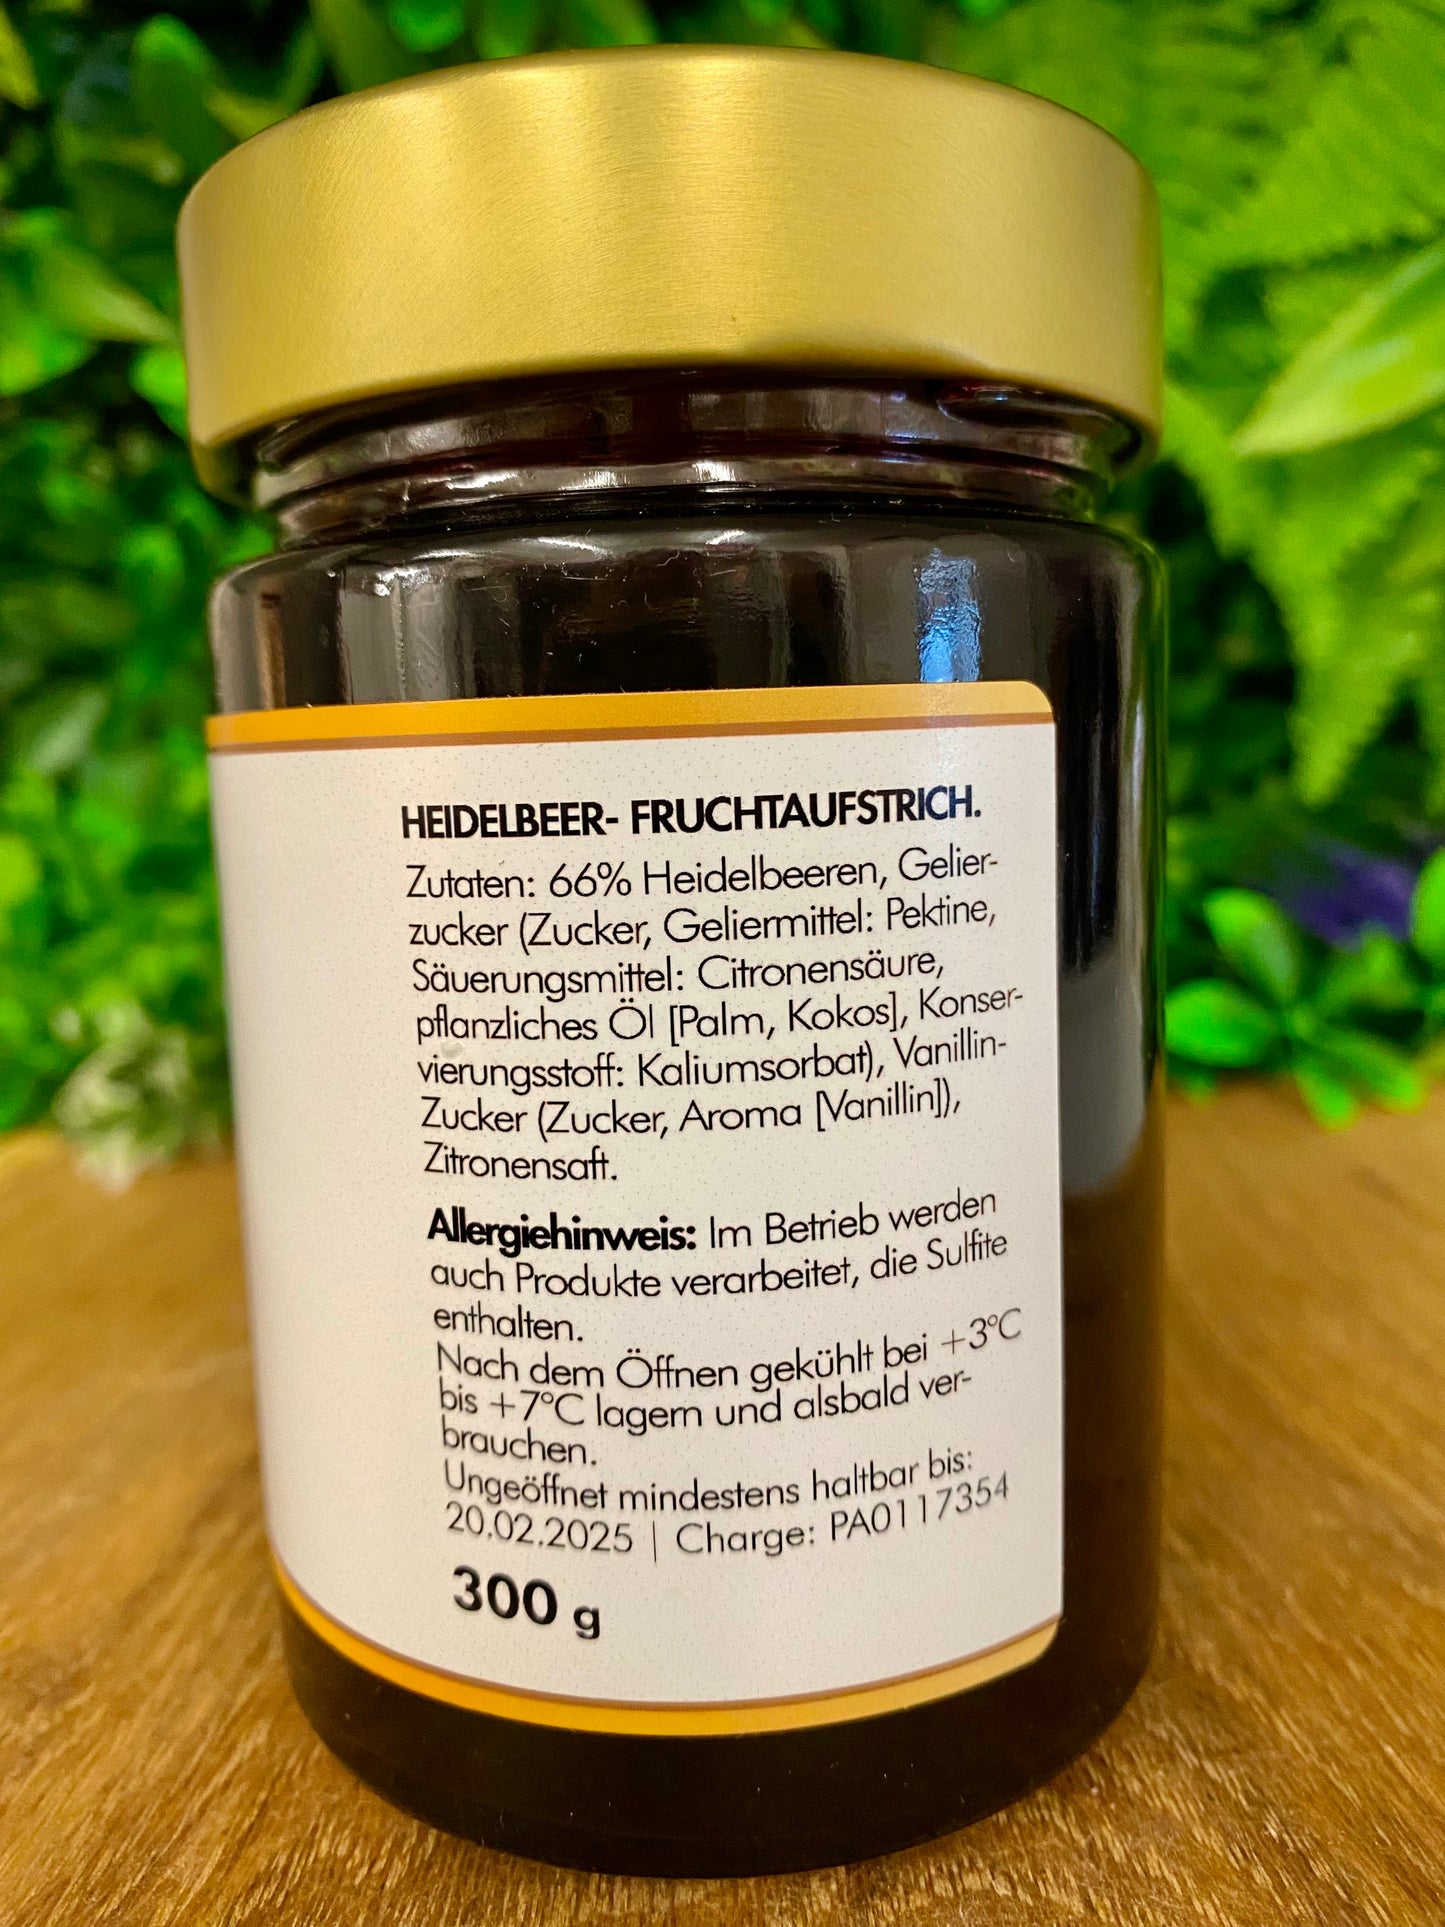 HEIDELBEER- FRUCHTAUFSTRICH.
Zutaten: 66% Heidelbeeren, Gelier-
zucker (Zucker, Geliermittel: Pektine,
Säuerungsmittel: Citronensäure,
pflanzliches Öl [Palm, Kokos], Konser-
vierungsstoff: Kaliumsorbat), Vanillin-
Zucker (Zucker, Aroma [Vanillin]),
Zitronensaft.
Allergiehinweis: Im Betrieb werden
auch Produkte verarbeitet, die Sulfite
enthalten.
Nach dem Öffnen gekühlt bei +3°C
bis +7°C lagern und alsbald ver-
brauchen.
Ungeöffnet mindestens haltbar bis:
20.02.2025 | Charge: PA0117354
300 g